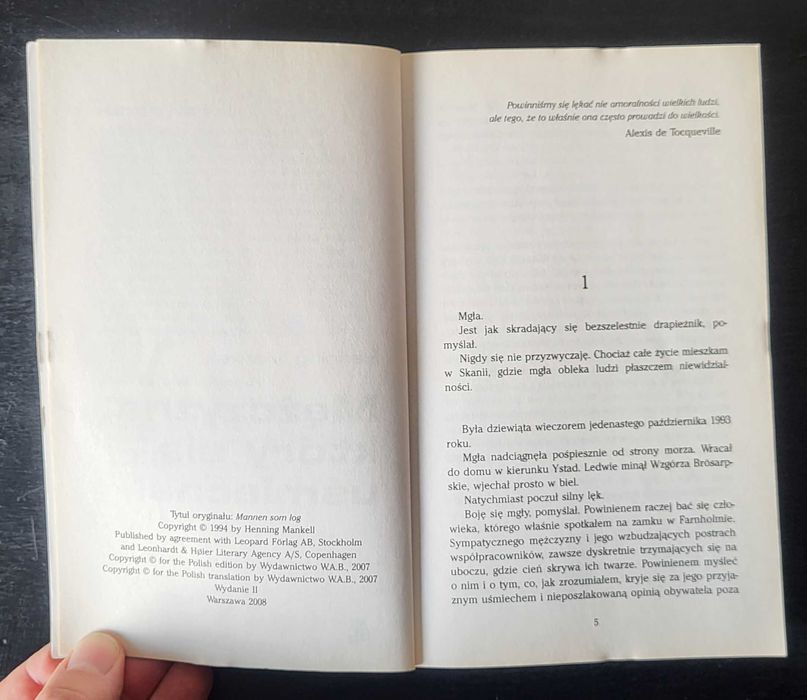 Tytuł oryginału: Mannen som log
Copyright © 1994 by Henning Mankell
Published by agreement with Leopard Förlag AB, Stockholm
and Leonhardt & Høier Literary Agency A/S, Copenhagen
Copyright © for the Polish edition by Wydawnictwo W.A.B., 2007
Copyright © for the Polish translation by Wydawnictwo W.A.B., 2007
Wydanie II
Warszawa 2008
Powinniśmy się lękać nie amoralności wielkich ludzi,
ale tego, że to właśnie ona często prowadzi do wielkości.
Alexis de Tocqueville
1
Mgła.
Jest jak skradający się bezszelestnie drapieżnik, po-
myślał.
Nigdy się nie przyzwyczaję. Chociaż całe życie mieszkam
w Skanii, gdzie mgła obleka ludzi płaszczem niewidzial-
ności.
Była dziewiąta wieczorem jedenastego października 1993
roku.
Mgła nadciągnęła pośpiesznie od strony morza. Wracał
do domu w kierunku Ystad. Ledwie minął Wzgórza Brösarp-
skie, wjechał prosto w biel.
Natychmiast poczuł silny lęk.
Boję się mgły, pomyślał. Powinienem raczej bać się czło-
wieka, którego właśnie spotkałem na zamku w Farnholmie.
Sympatycznego mężczyzny i jego wzbudzających postrach
współpracowników, zawsze dyskretnie trzymających się na
uboczu, gdzie cień skrywa ich twarze. Powinienem myśleć
o nim i o tym, co, jak zrozumiałem, kryje się za jego przyja-
znym uśmiechem i nieposzlakowaną opinią obywatela poza
5